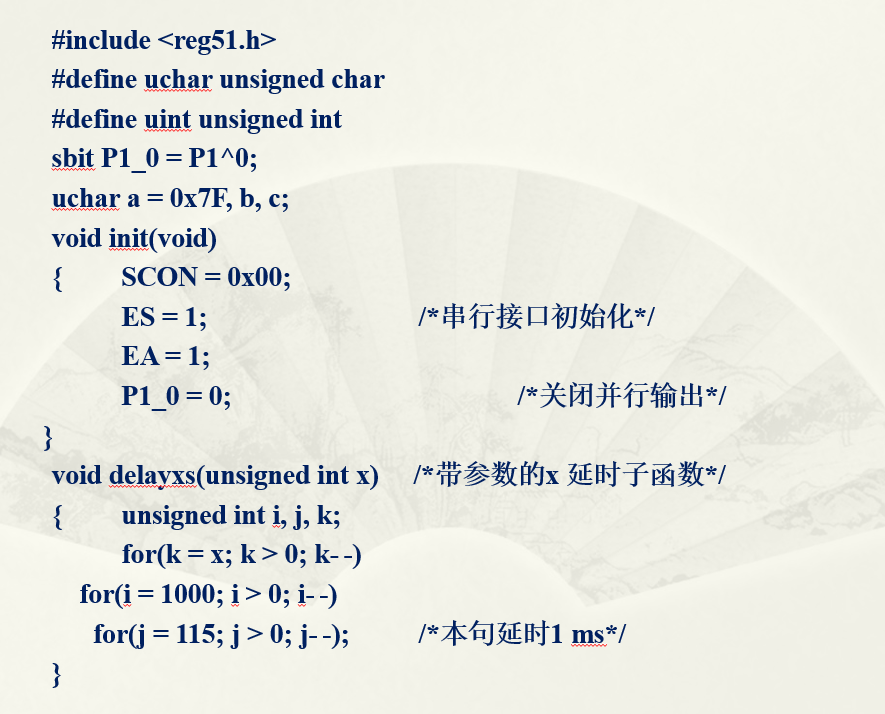 #include <reg51.h>
#define uchar unsigned char
#define uint unsigned int
sbit P1_0 = P1^0;
uchar a = 0x7F, b, c;
void init(void)
{ SCON = 0x00;
ES = 1; /*串行接口初始化*/
EA = 1;
P1_0 = 0; /*关闭并行输出*/
}
void delayxs(unsigned int x) /*带参数的x 延时子函数*/
{ unsigned int i, j, k;
for(k = x; k > 0; k- -)
for(i = 1000; i > 0; i- -)
for(j = 115; j > 0; j- -); /*本句延时1 ms*/
}